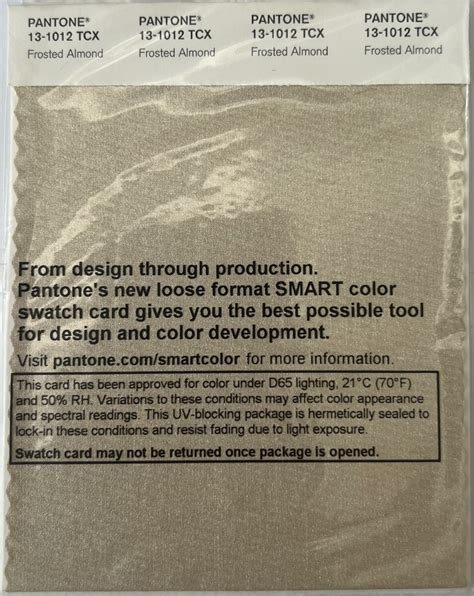 PANTONE® PANTONE® PANTONE® PANTONE®
13-1012 TCX 13-1012 TCX 13-1012 TCX 13-1012 TCX
Frosted Almond Frosted Almond Frosted Almond Frosted Almond
From design through production.
Pantone's new loose format SMART color
swatch card gives you the best possible tool
for design and color development.
Visit pantone.com/smartcolor for more information.
This card has been approved for color under D65 lighting, 21°C (70°F)
and 50% RH. Variations to these conditions may affect color appearance
and spectral readings. This UV-blocking package is hermetically sealed to
lock-in these conditions and resist fading due to light exposure.
Swatch card may not be returned once package is opened.